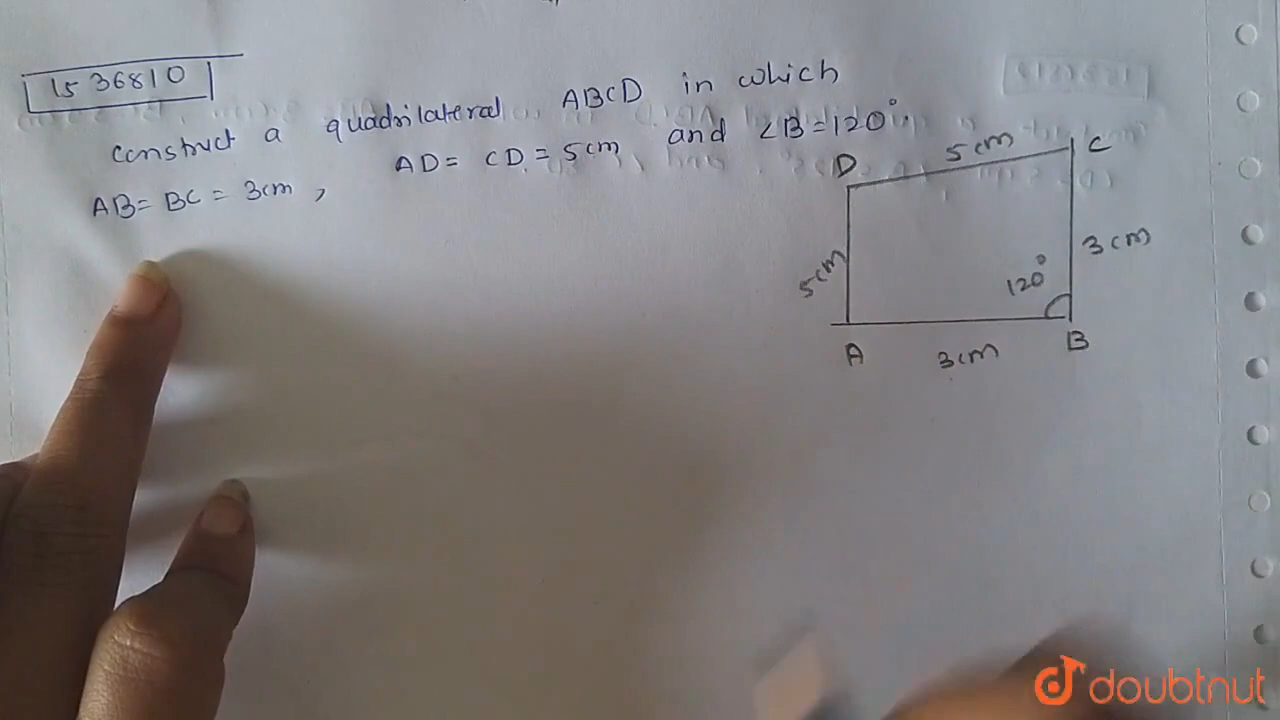 1536810
construct a quadrilateral ABCD in which
AB = BC = 3cm , AD = CD = 5cm and ∠B = 120°.
D 5cm C
5cm 3cm
120°
A 3cm B
doubtnut